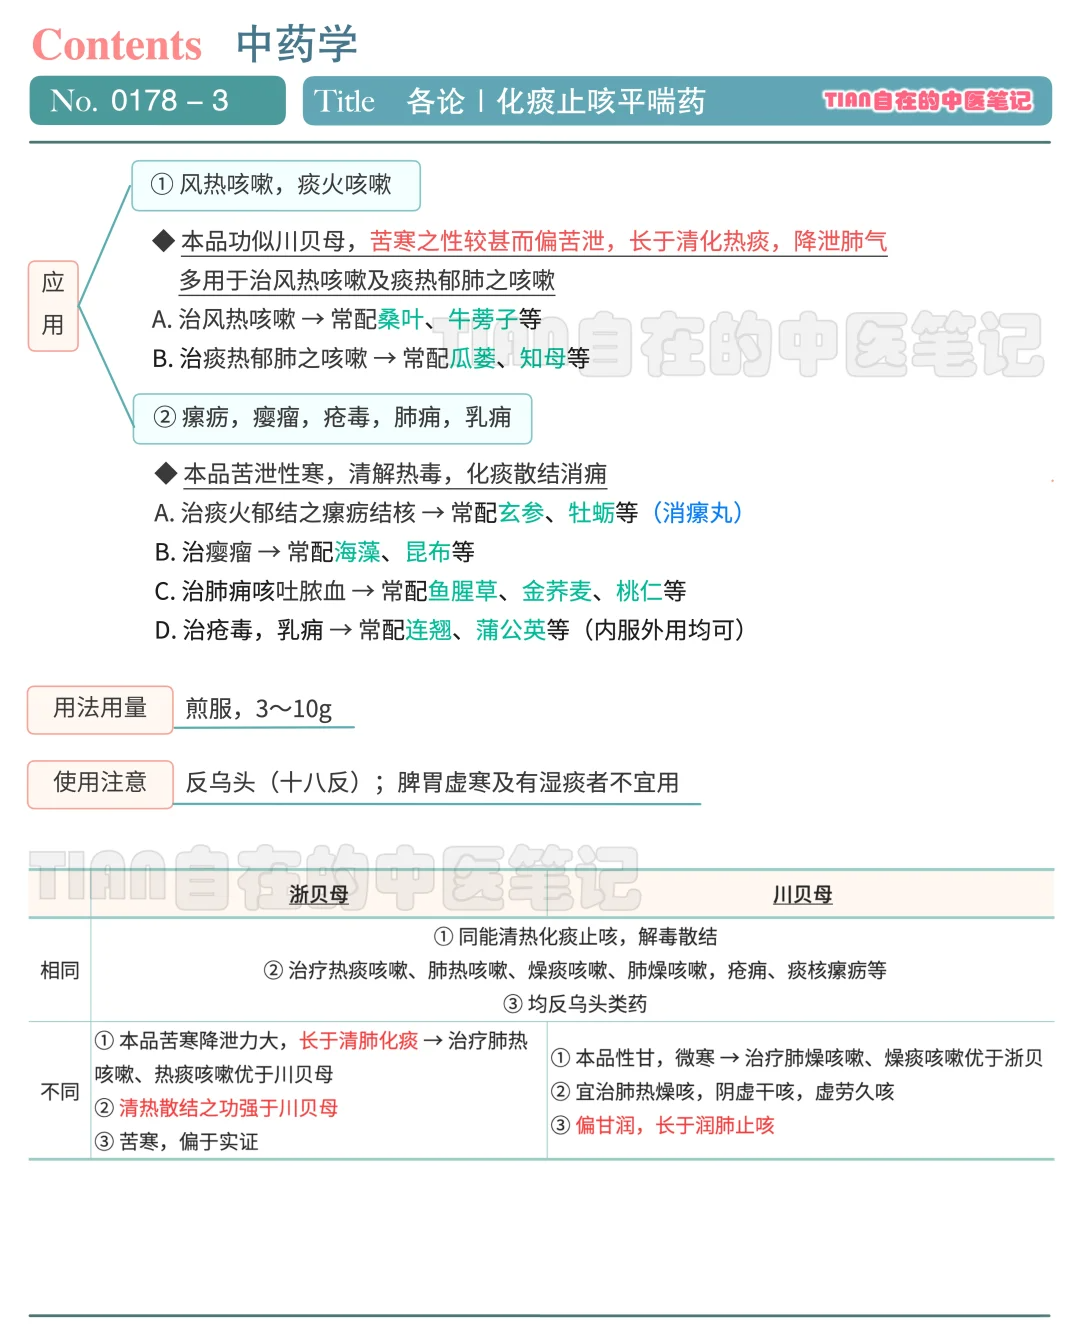 Contents 中药学
No. 0178 – 3
Title 各论丨化痰止咳平喘药
TIAN自在的中医笔记
应用
① 风热咳嗽，痰火咳嗽
◆ 本品功似川贝母，苦寒之性较甚而偏苦泄，长于清化热痰，降泄肺气
多用于治风热咳嗽及痰热郁肺之咳嗽
A. 治风热咳嗽 → 常配桑叶、牛蒡子等
B. 治痰热郁肺之咳嗽 → 常配瓜蒌、知母等
TIAN自在的中医笔记
② 瘰疬，瘿瘤，疮毒，肺痈，乳痈
◆ 本品苦泄性寒，清解热毒，化痰散结消痈
A. 治痰火郁结之瘰疬结核 → 常配玄参、牡蛎等（消瘰丸）
B. 治瘿瘤 → 常配海藻、昆布等
C. 治肺痈咳吐脓血 → 常配鱼腥草、金荞麦、桃仁等
D. 治疮毒，乳痈 → 常配连翘、蒲公英等（内服外用均可）
用法用量 煎服，3～10g
使用注意 反乌头（十八反）；脾胃虚寒及有湿痰者不宜用
TIAN自在的中医笔记
浙贝母 川贝母
相同
① 同能清热化痰止咳，解毒散结
② 治疗热痰咳嗽、肺热咳嗽、燥痰咳嗽、肺燥咳嗽，疮痈、痰核瘰疬等
③ 均反乌头类药
不同
① 本品苦寒降泄力大，长于清肺化痰 → 治疗肺热
咳嗽、热痰咳嗽优于川贝母
② 清热散结之功强于川贝母
③ 苦寒，偏于实证
① 本品性甘，微寒 → 治疗肺燥咳嗽、燥痰咳嗽优于浙贝
② 宜治肺热燥咳，阴虚干咳，虚劳久咳
③ 偏甘润，长于润肺止咳